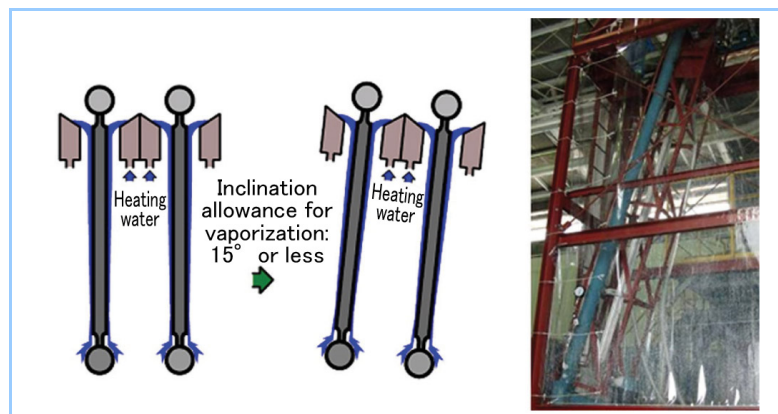 Heating
water
Inclination
allowance for
vaporization:
15° or less
Heating
water